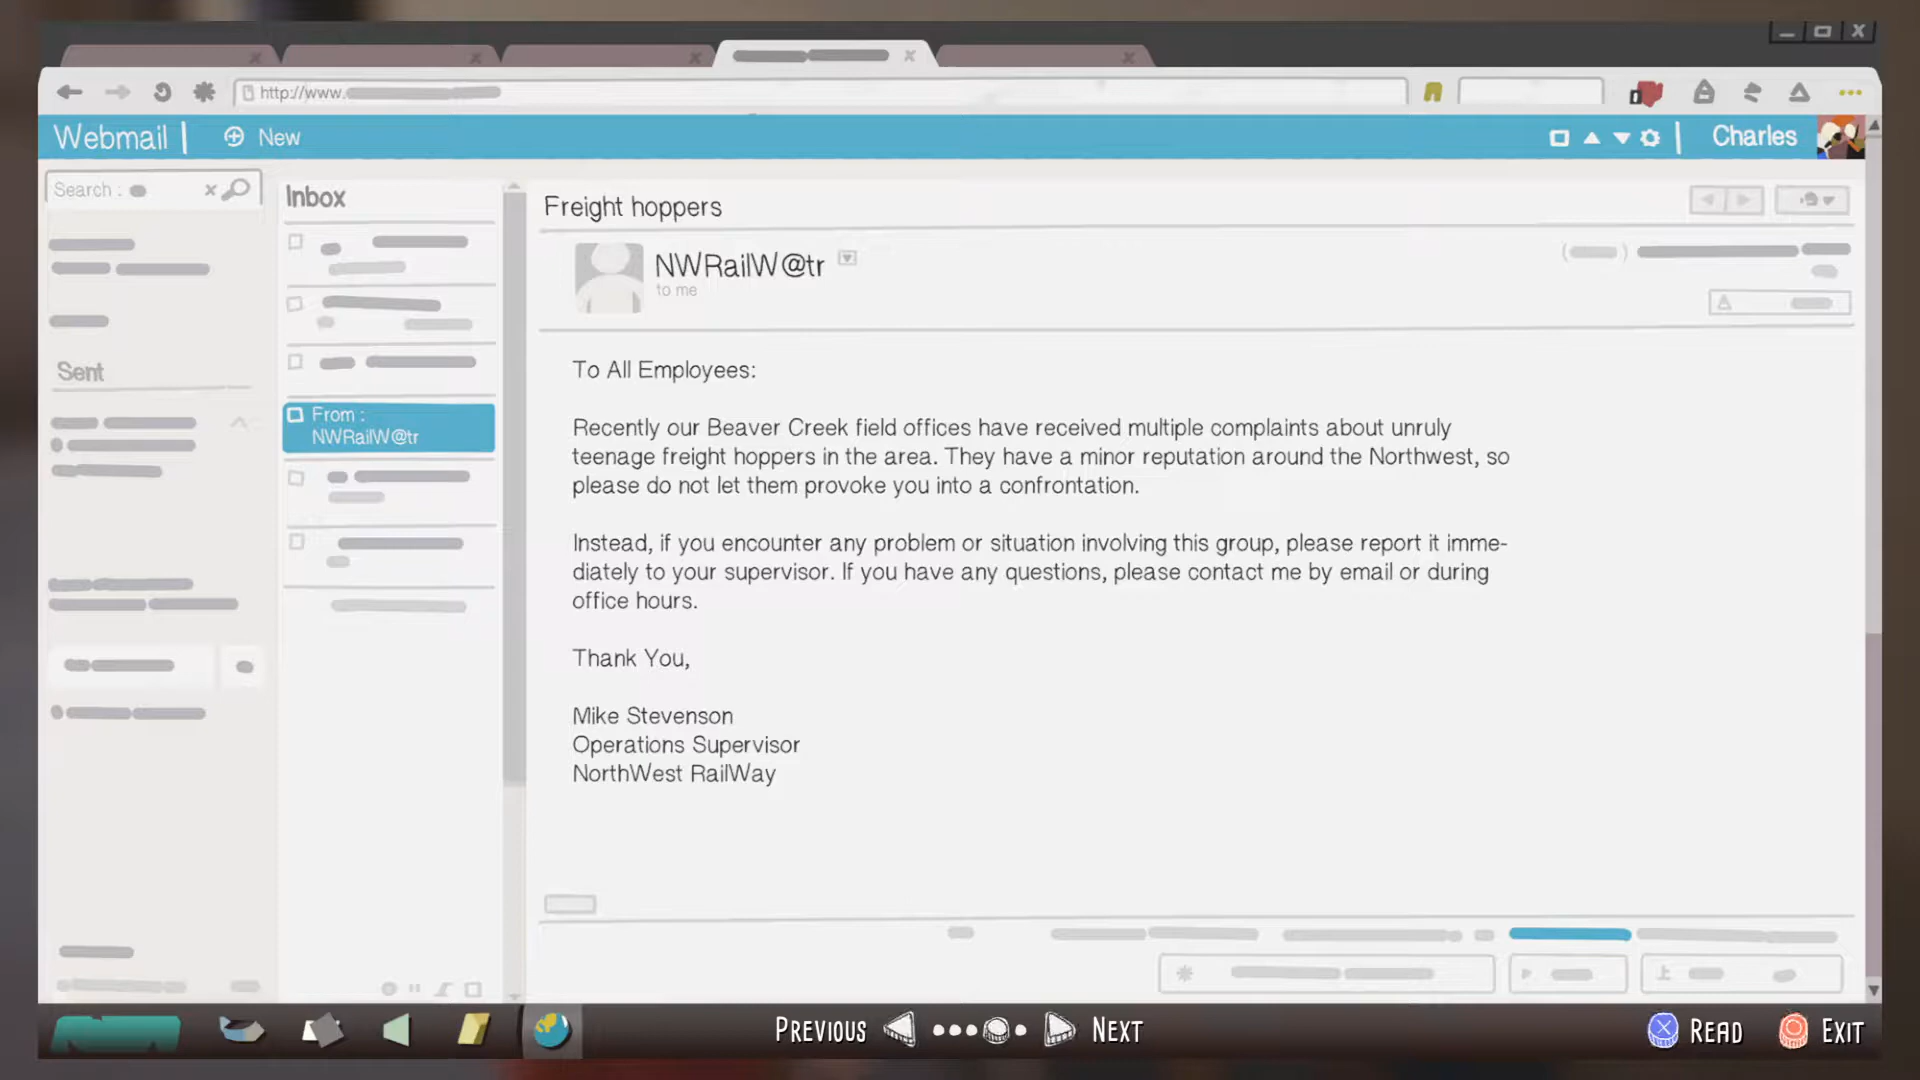 http://www.
Webmail
New
Charles
Search :
Inbox
Freight hoppers
NWRailW@tr
to me
Sent
From :
NWRailW@tr
To All Employees:
Recently our Beaver Creek field offices have received multiple complaints about unruly
teenage freight hoppers in the area. They have a minor reputation around the Northwest, so
please do not let them provoke you into a confrontation.
Instead, if you encounter any problem or situation involving this group, please report it imme-
diately to your supervisor. If you have any questions, please contact me by email or during
office hours.
Thank You,
Mike Stevenson
Operations Supervisor
NorthWest RailWay
PREVIOUS
NEXT
READ
EXIT